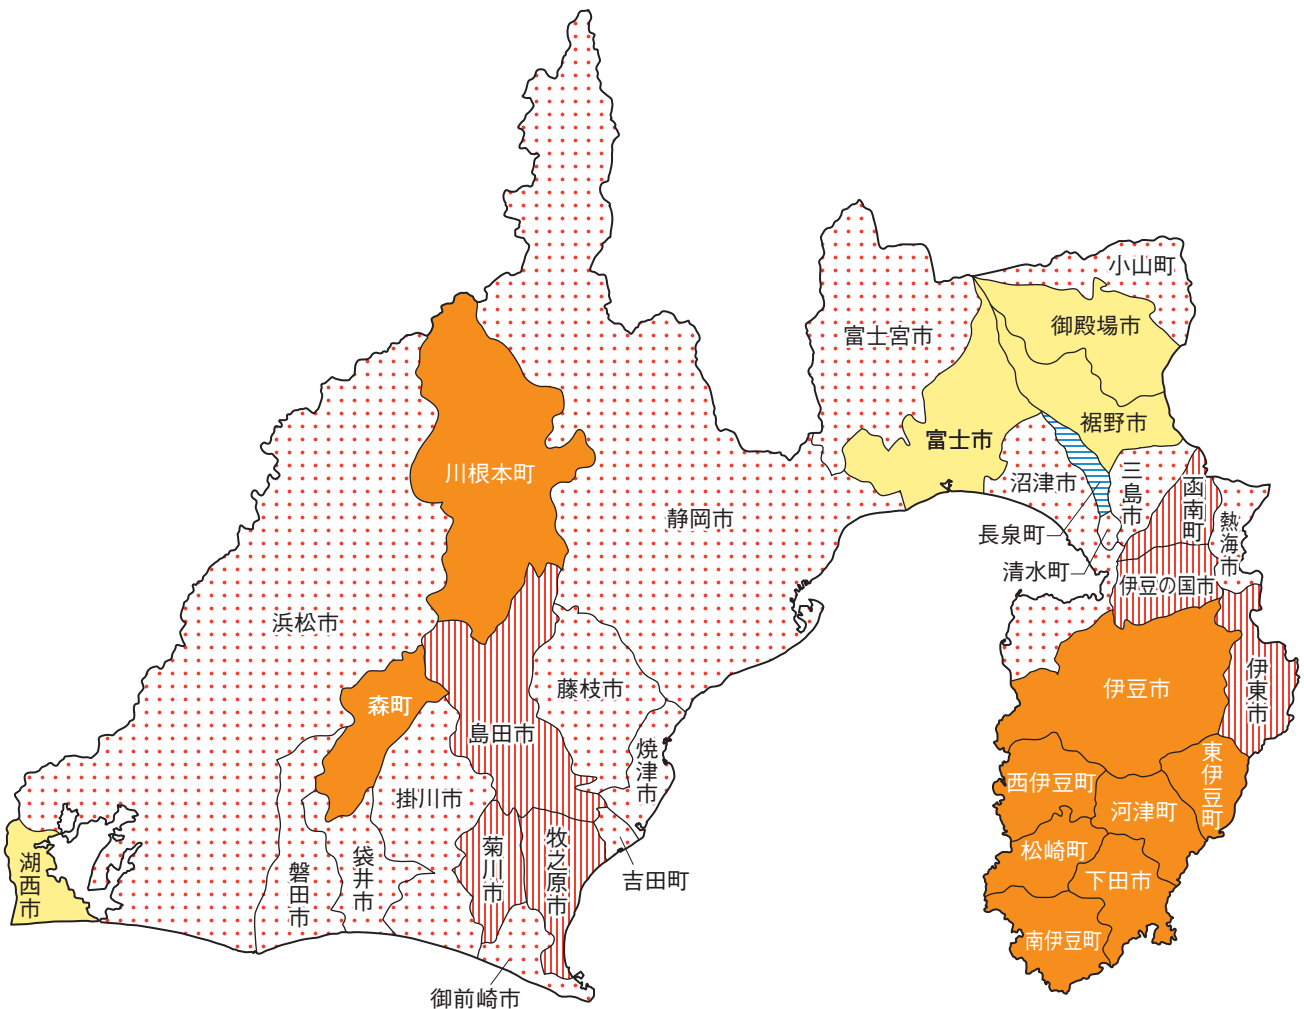 小山町
御殿場市
富士宮市
裾野市
富士市
川根本町
三島市
沼津市
函南町
静岡市
熱海市
長泉町
清水町
伊豆の国市
浜松市
伊東市
藤枝市
伊豆市
森町
島田市
焼津市
東伊豆町
西伊豆町
掛川市
河津町
菊川市
牧之原市
松崎町
湖西市
袋井市
磐田市
吉田町
下田市
南伊豆町
御前崎市